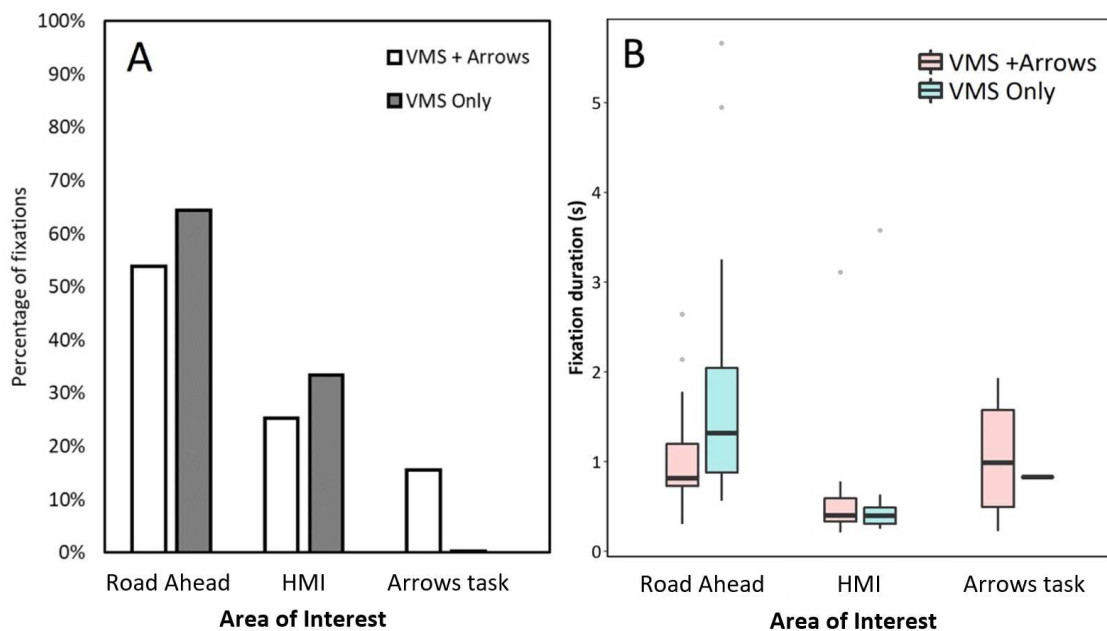 A
VMS + Arrows
VMS Only
100%
90%
80%
70%
60%
50%
40%
30%
20%
10%
0%
Percentage of fixations
Road Ahead HMI Arrows task
Area of Interest
B
VMS +Arrows
VMS Only
5
4
3
2
1
0
Fixation duration (s)
Road Ahead HMI Arrows task
Area of Interest